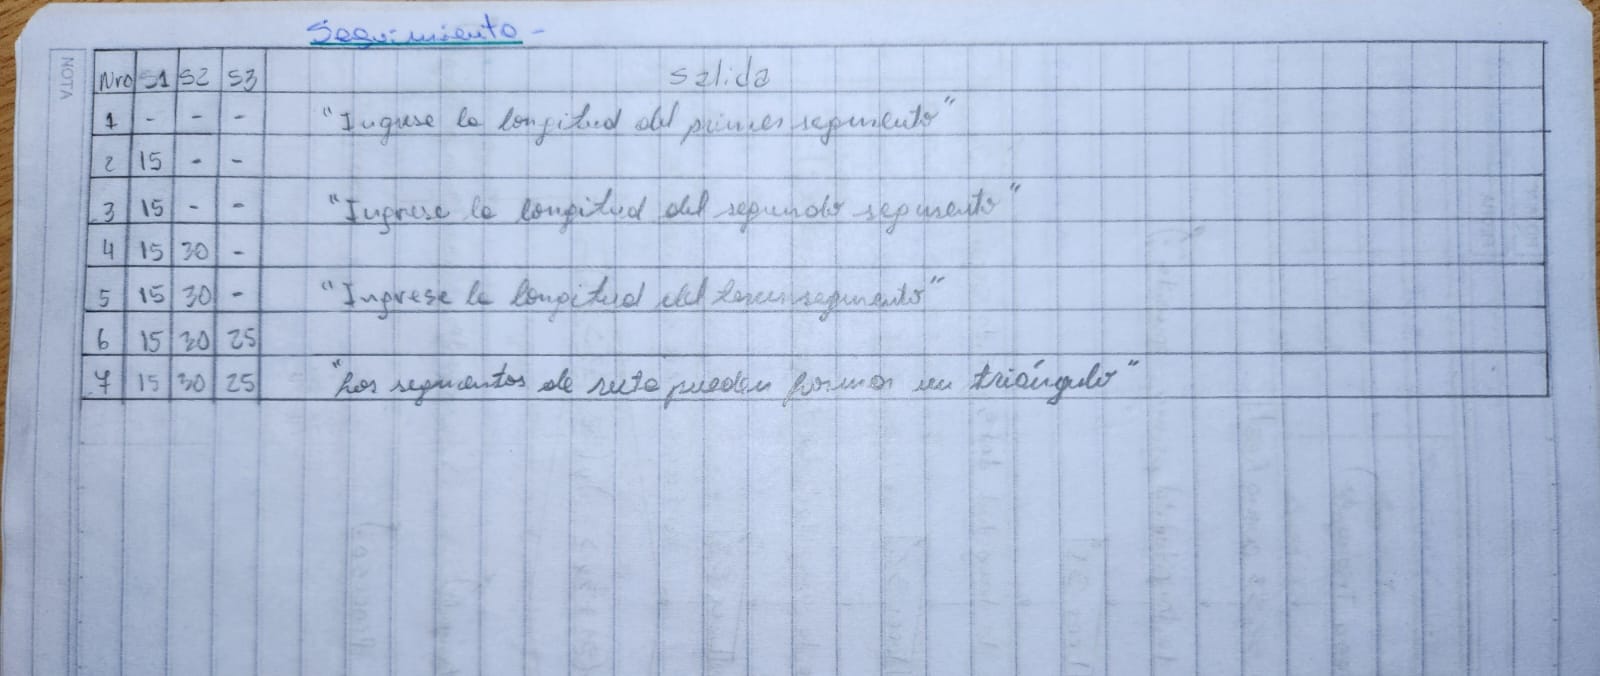 Seguimiento -
NOTA
Nro S1 S2 S3 Salida
1 - - - "Ingrese la longitud del primer segmento"
2 15 - -
3 15 - - "Ingrese la longitud del segundo segmento"
4 15 30 -
5 15 30 - "Ingrese la longitud del tercer segmento"
6 15 30 25
7 15 30 25 "Los segmentos de recta pueden formar un triángulo"